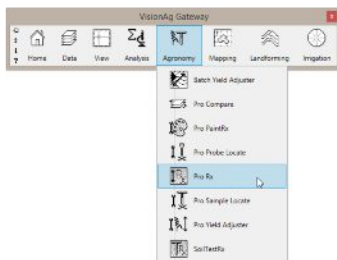 VisionAg Gateway
Home Data View Analysis Agronomy Mapping Landforming Irrigation
Batch Yield Adjuster
Pro Compare
Pro PaintRx
Pro Probe Locate
Pro Rx
Pro Sample Locate
Pro Yield Adjuster
SoilTestRx